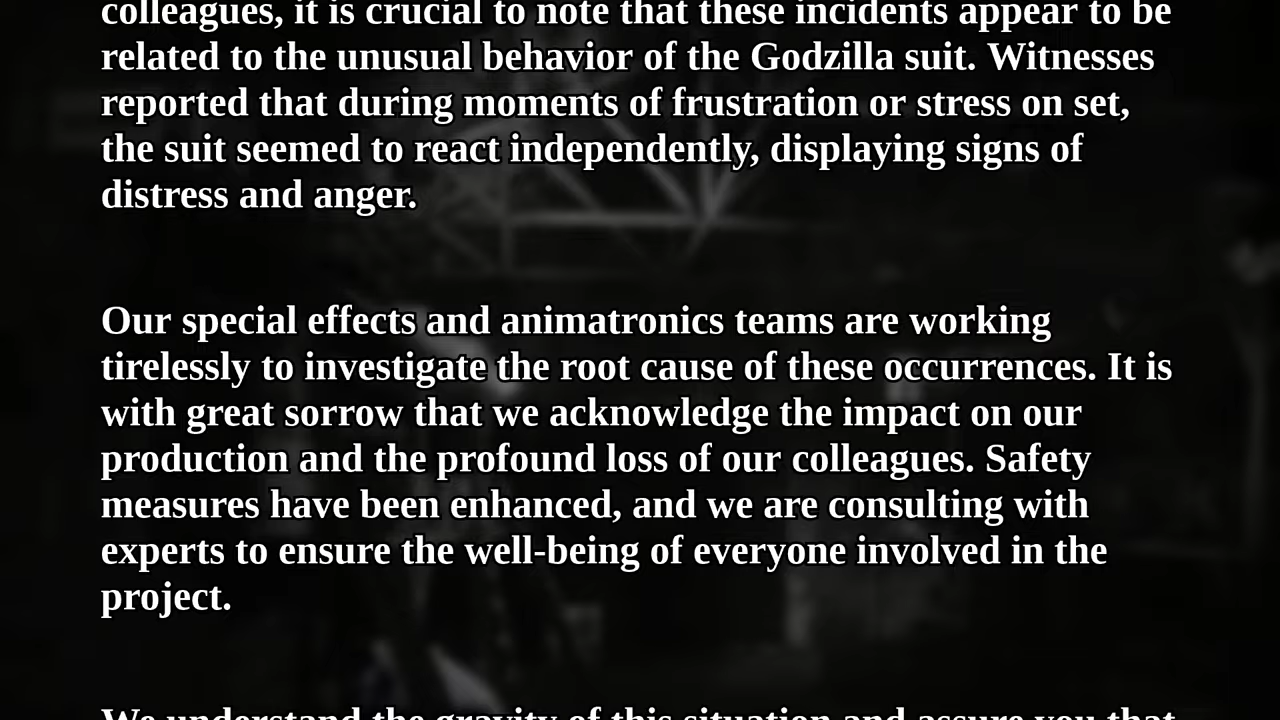 colleagues, it is crucial to note that these incidents appear to be
related to the unusual behavior of the Godzilla suit. Witnesses
reported that during moments of frustration or stress on set,
the suit seemed to react independently, displaying signs of
distress and anger.
Our special effects and animatronics teams are working
tirelessly to investigate the root cause of these occurrences. It is
with great sorrow that we acknowledge the impact on our
production and the profound loss of our colleagues. Safety
measures have been enhanced, and we are consulting with
experts to ensure the well-being of everyone involved in the
project.
We understand the gravity of this situation and assure you that